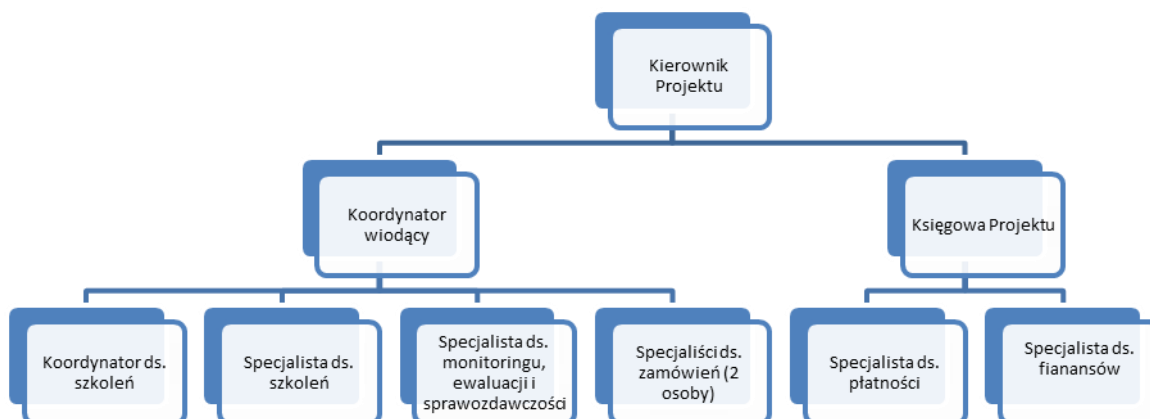 Kierownik
Projektu
Koordynator
wiodący
Księgowa Projektu
Koordynator ds.
szkoleń
Specjalista ds.
szkoleń
Specjalista ds.
monitoringu,
ewaluacji i
sprawozdawczości
Specjaliści ds.
zamówień (2
osoby)
Specjalista ds.
płatności
Specjalista ds.
fianansów